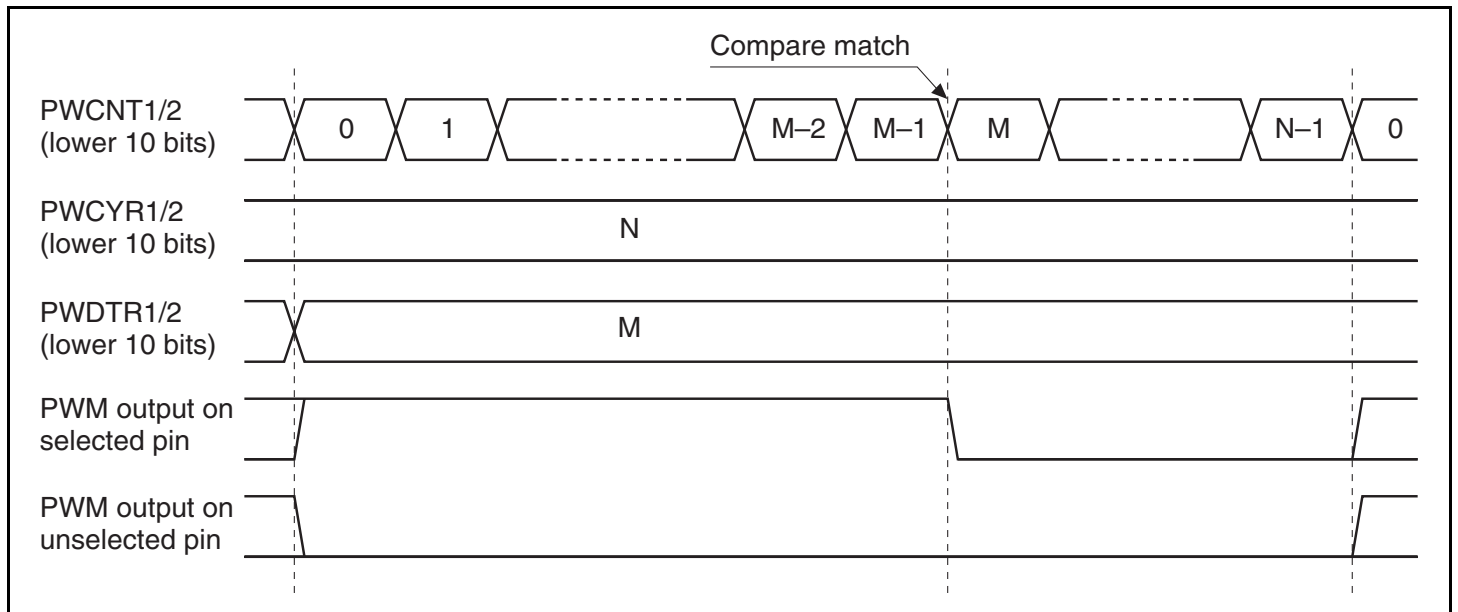 Compare match
PWCNT1/2
(lower 10 bits)
0 1 M–2 M–1 M N–1 0
PWCYR1/2
(lower 10 bits)
N
PWDTR1/2
(lower 10 bits)
M
PWM output on
selected pin
PWM output on
unselected pin